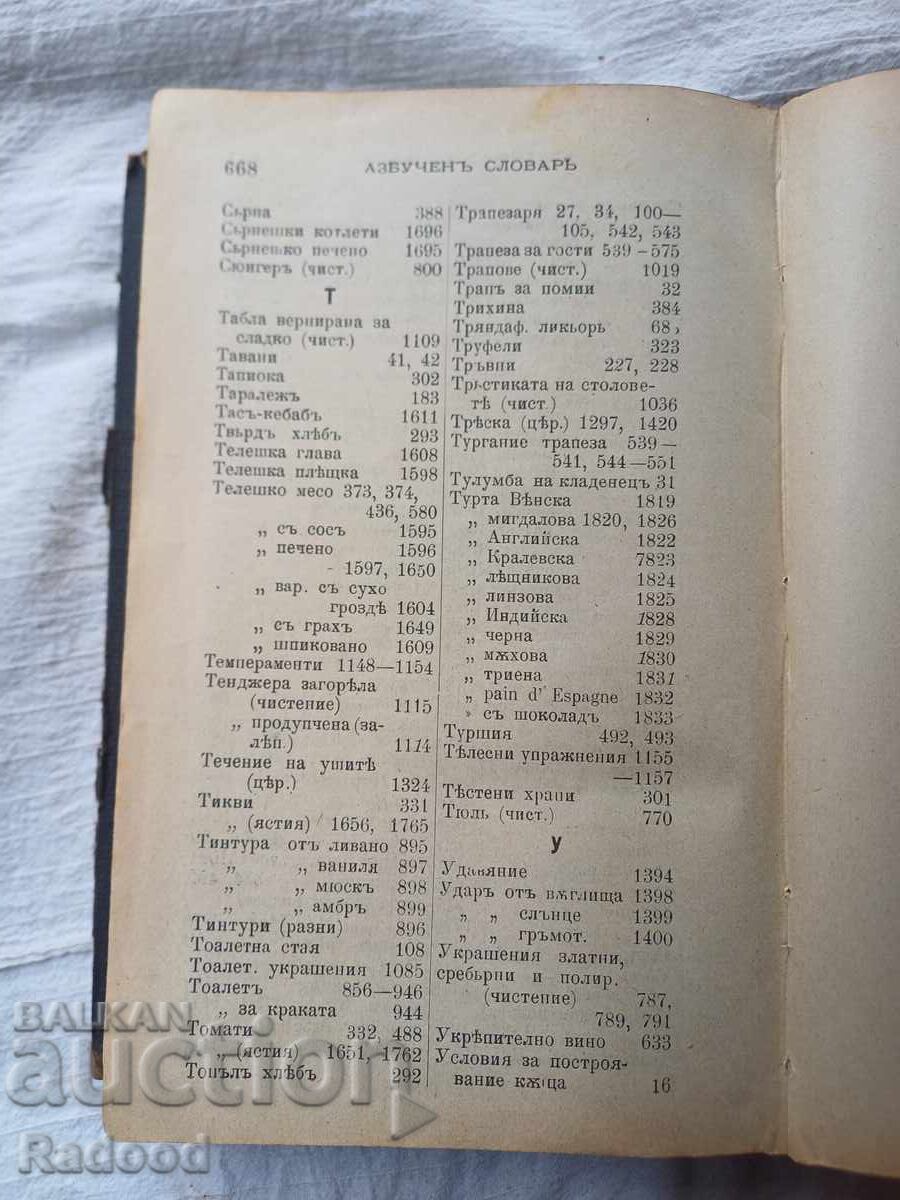 668 АЗБУЧЕНЪ СЛОВАРЬ
Сърна 388
Сърнешки котлети 1696
Сърнешко печено 1695
Сюнгеръ (чист.) 800
Т
Табла вернирана за
сладко (чист.) 1109
Тавани 41, 42
Тапиока 302
Таралежъ 183
Тасъ-кебабъ 1611
Твърдъ хлѣбъ 293
Телешка глава 1608
Телешка плѣщка 1598
Телешко месо 373, 374,
436, 580
„ съ сосъ 1595
„ печено 1596
- 1597, 1650
„ вар. съ сухо
гроздѣ 1604
„ съ грахъ 1649
„ шпиковано 1609
Темпераменти 1148—1154
Тенджера загорѣла
(чистение) 1115
„ продупчена (за-
лѣп.) 1114
Течение на ушитѣ
(цѣр.) 1324
Тикви 331
„ (ястия) 1656, 1765
Тинтура отъ ливано 895
„ „ ваниля 897
„ „ мюскъ 898
„ „ амбръ 899
Тинтури (разни) 896
Тоалетна стая 108
Тоалет. украшения 1085
Тоалетъ 856—946
„ за краката 944
Томати 332, 488
„ (ястия) 1651, 1762
Топълъ хлѣбъ 292
Трапезаря 27, 34, 100—
105, 542, 543
Трапеза за гости 539-575
Трапове (чист.) 1019
Трапъ за помии 32
Трихина 384
Тряндаф. ликьорь 68
Труфели 323
Тръвни 227, 228
Тръстиката на столове-
тѣ (чист.) 1036
Трѣска (цѣр.) 1297, 1420
Тургание трапеза 539—
541, 544—551
Тулумба на кладенецъ 31
Турта Вѣнска 1819
„ мигдалова 1820, 1826
„ Английска 1822
„ Кралевска 7823
„ лѣщникова 1824
„ линзова 1825
„ Индийска 1828
„ черна 1829
„ мѫхова 1830
„ триена 1831
„ pain d' Espagne 1832
„ съ шоколадъ 1833
Туршия 492, 493
Тѣлесни упражнения 1155
—1157
Тѣстени храни 301
Тюль (чист.) 770
У
Удавяние 1394
Ударъ отъ вѫглища 1398
„ „ слънце 1399
„ „ гръмот. 1400
Украшения златни,
сребърни и полир.
(чистение) 787,
789, 791
Укрѣпително вино 633
Условия за построя-
вание кѫща 16
BALKAN
auction
Radood